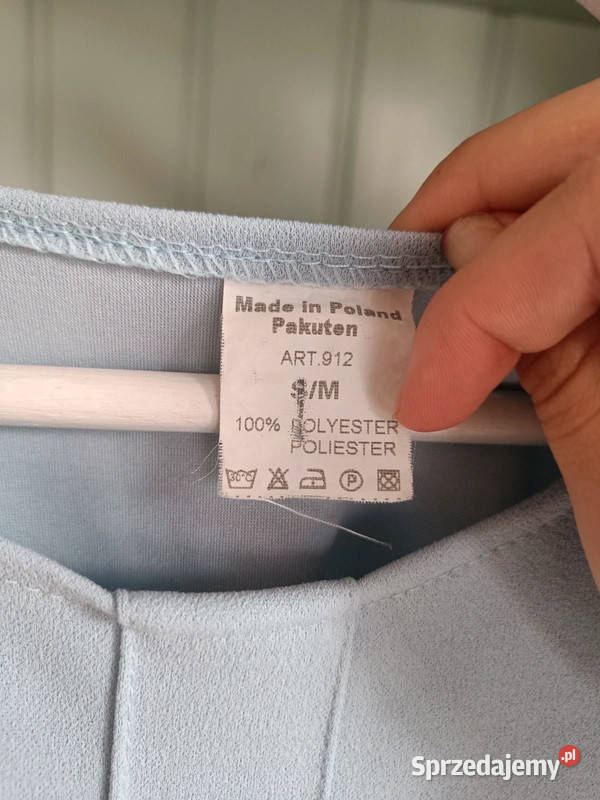 Made in Poland
Pakuten
ART.912
S/M
100% POLYESTER
POLIESTER
30°C P
Sprzedajemy.pl